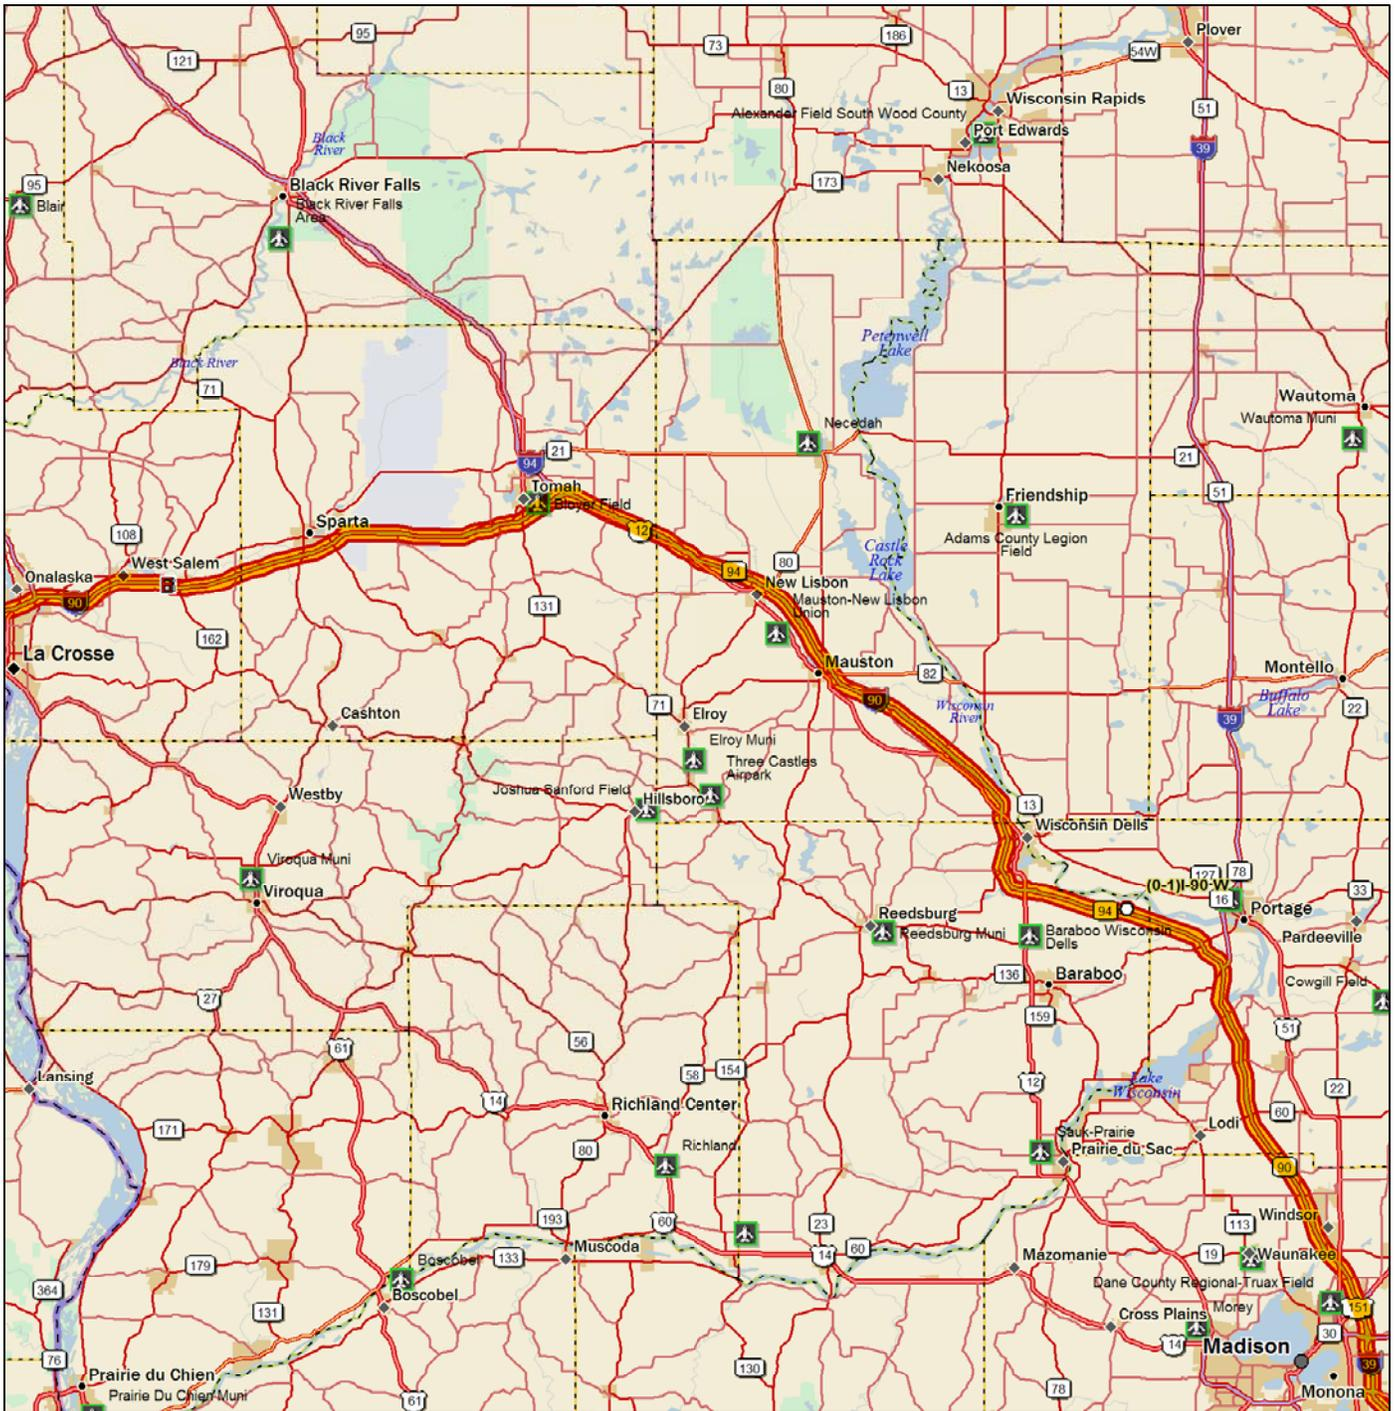 Plover
95
186
73
54W
121
80
13
Wisconsin Rapids
51
Alexander Field South Wood County
Port Edwards
Black
River
39
Nekoosa
173
95
Black River Falls
Blair
Black River Falls
Area
Petenwell
Lake
Black River
71
Wautoma
Wautoma Muni
Necedah
21
94
21
Tomah
51
Bloyer Field
Friendship
Sparta
12
108
Adams County Legion
Field
Castle
Rock
Lake
West Salem
80
94
Onalaska
New Lisbon
90
Mauston-New Lisbon
Union
131
162
La Crosse
Mauston
Montello
82
90
Buffalo
Lake
71
Wisconsin
River
22
Cashton
Elroy
39
Elroy Muni
Three Castles
Airpark
Joshua Sanford Field
Hillsboro
Westby
13
Wisconsin Dells
Viroqua Muni
127
78
(0-1)I-90 W
Viroqua
33
16
94
Portage
Reedsburg
Reedsburg Muni
Baraboo Wisconsin
Dells
Pardeeville
136
Baraboo
Cowgill Field
27
159
51
56
61
58
154
Lansing
12
Lake
Wisconsin
22
14
Richland Center
60
171
Lodi
80
Richland
Sauk-Prairie
Prairie du Sac
90
193
60
23
113
Windsor
133
Muscoda
14
60
19
Waunakee
179
Boscobel
Mazomanie
Dane County Regional-Truax Field
364
Boscobel
131
Morey
151
Cross Plains
30
14
Madison
76
130
39
Prairie du Chien
78
Monona
Prairie Du Chien Muni
61